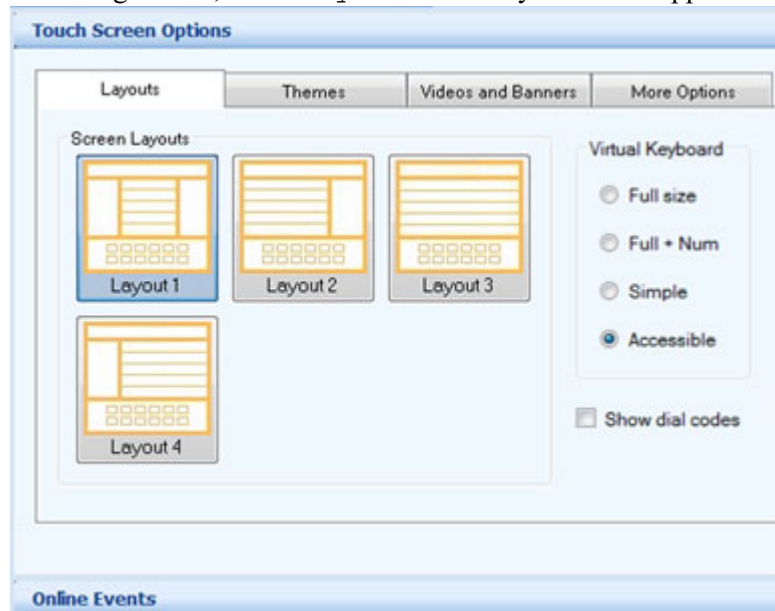 Touch Screen Options
Layouts Themes Videos and Banners More Options
Screen Layouts
Virtual Keyboard
Full size
Full + Num
Simple
Accessible
Layout 1 Layout 2 Layout 3
Layout 4
Show dial codes
Online Events